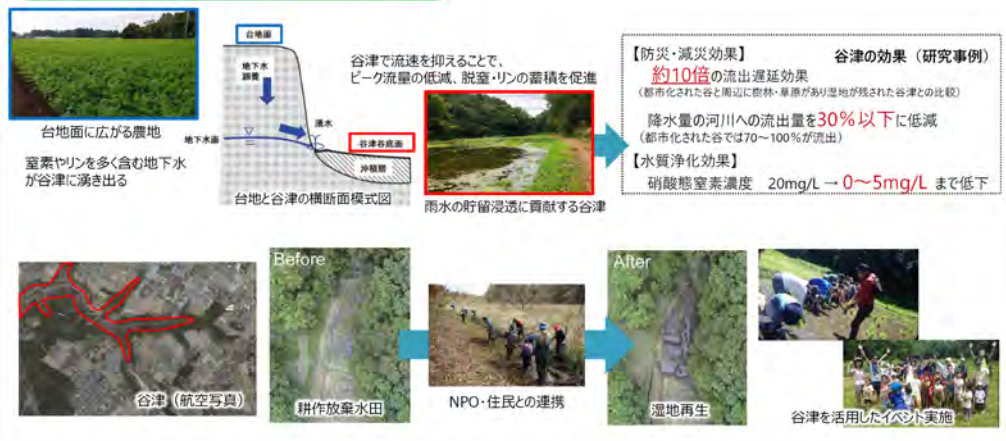 台地面に広がる農地
窒素やリンを多く含む地下水
が谷津に湧き出る
台地面
地下水
涵養
湧水
地下水面
谷津谷底面
沖積層
台地と谷津の横断面模式図
谷津で流速を抑えることで、
ピーク流量の低減、脱窒・リンの蓄積を促進
雨水の貯留浸透に貢献する谷津
【防災・減災効果】 谷津の効果（研究事例）
約10倍の流出遅延効果
（都市化された谷と周辺に樹林・草原があり湿地が残された谷津との比較）
降水量の河川への流出量を30％以下に低減
（都市化された谷では70～100％が流出）
【水質浄化効果】
硝酸態窒素濃度 20mg/L → 0～5mg/L まで低下
谷津（航空写真）
Before
耕作放棄水田
NPO・住民との連携
After
湿地再生
谷津を活用したイベント実施